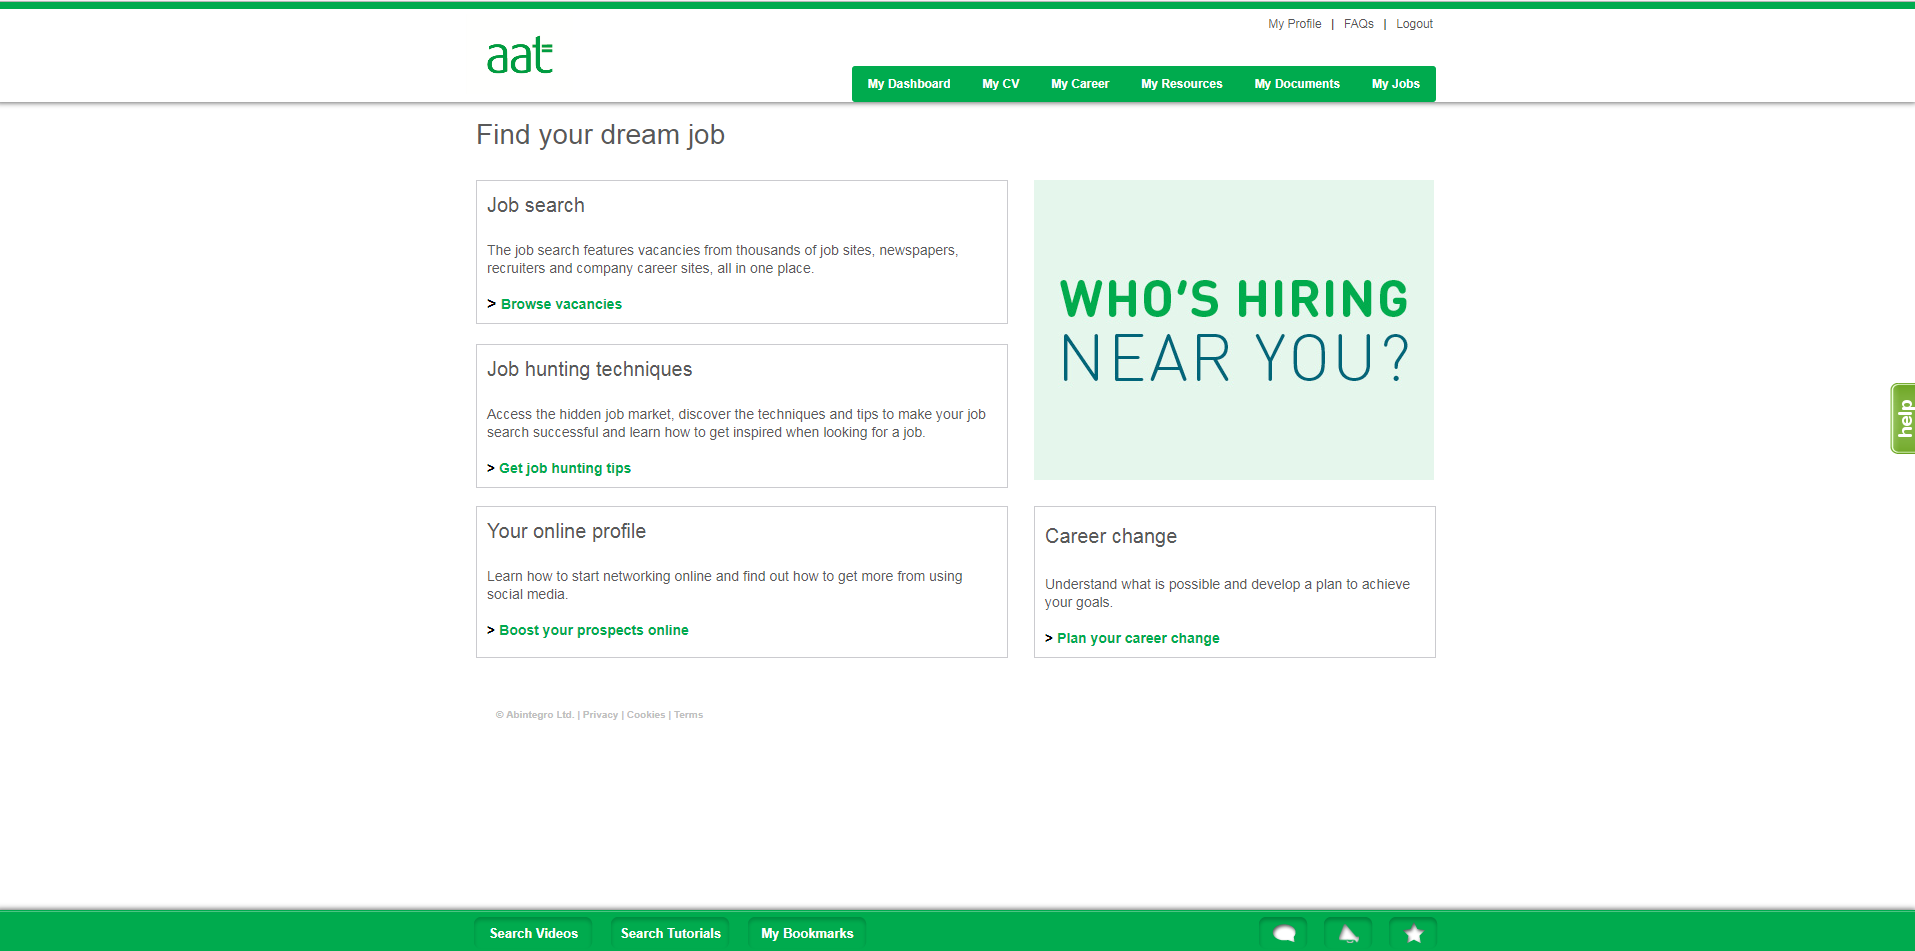 My Profile | FAQs | Logout
aat
My Dashboard My CV My Career My Resources My Documents My Jobs
Find your dream job
Job search
The job search features vacancies from thousands of job sites, newspapers,
recruiters and company career sites, all in one place.
> Browse vacancies
WHO'S HIRING
NEAR YOU?
Job hunting techniques
Access the hidden job market, discover the techniques and tips to make your job
search successful and learn how to get inspired when looking for a job.
> Get job hunting tips
help
Your online profile
Learn how to start networking online and find out how to get more from using
social media.
> Boost your prospects online
Career change
Understand what is possible and develop a plan to achieve
your goals.
> Plan your career change
© Abintegro Ltd. | Privacy | Cookies | Terms
Search Videos Search Tutorials My Bookmarks